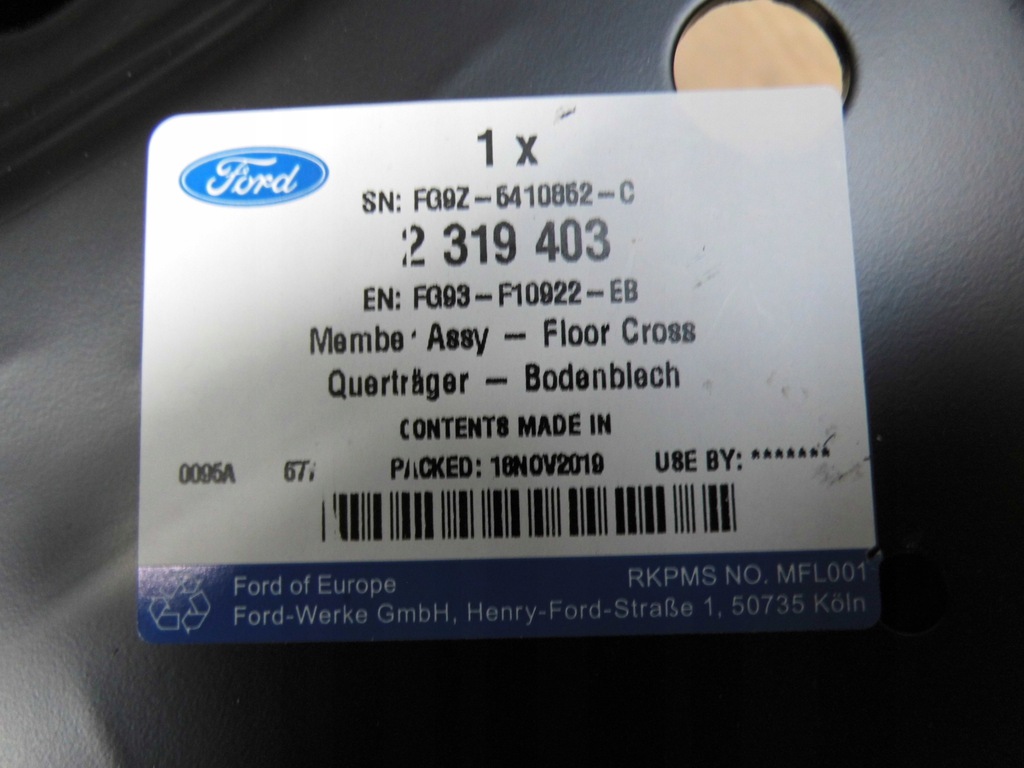 Ford
1 x
SN: FG9Z-5410852-C
2 319 403
EN: FG93-F10922-EB
Membe Assy - Floor Cross
Querträger - Bodenblech
CONTENTS MADE IN
0095A
PACKED: 18NOV2019 USE BY: *******
Ford of Europe RKPMS NO. MFL001
Ford-Werke GmbH, Henry-Ford-Straße 1, 50735 Köln